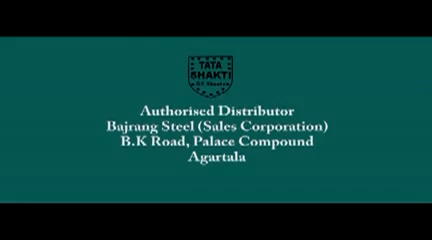 TATA
SHAKTI
Authorised Distributor
Bajrang Steel (Sales Corporation)
B.K Road, Palace Compound
Agartala